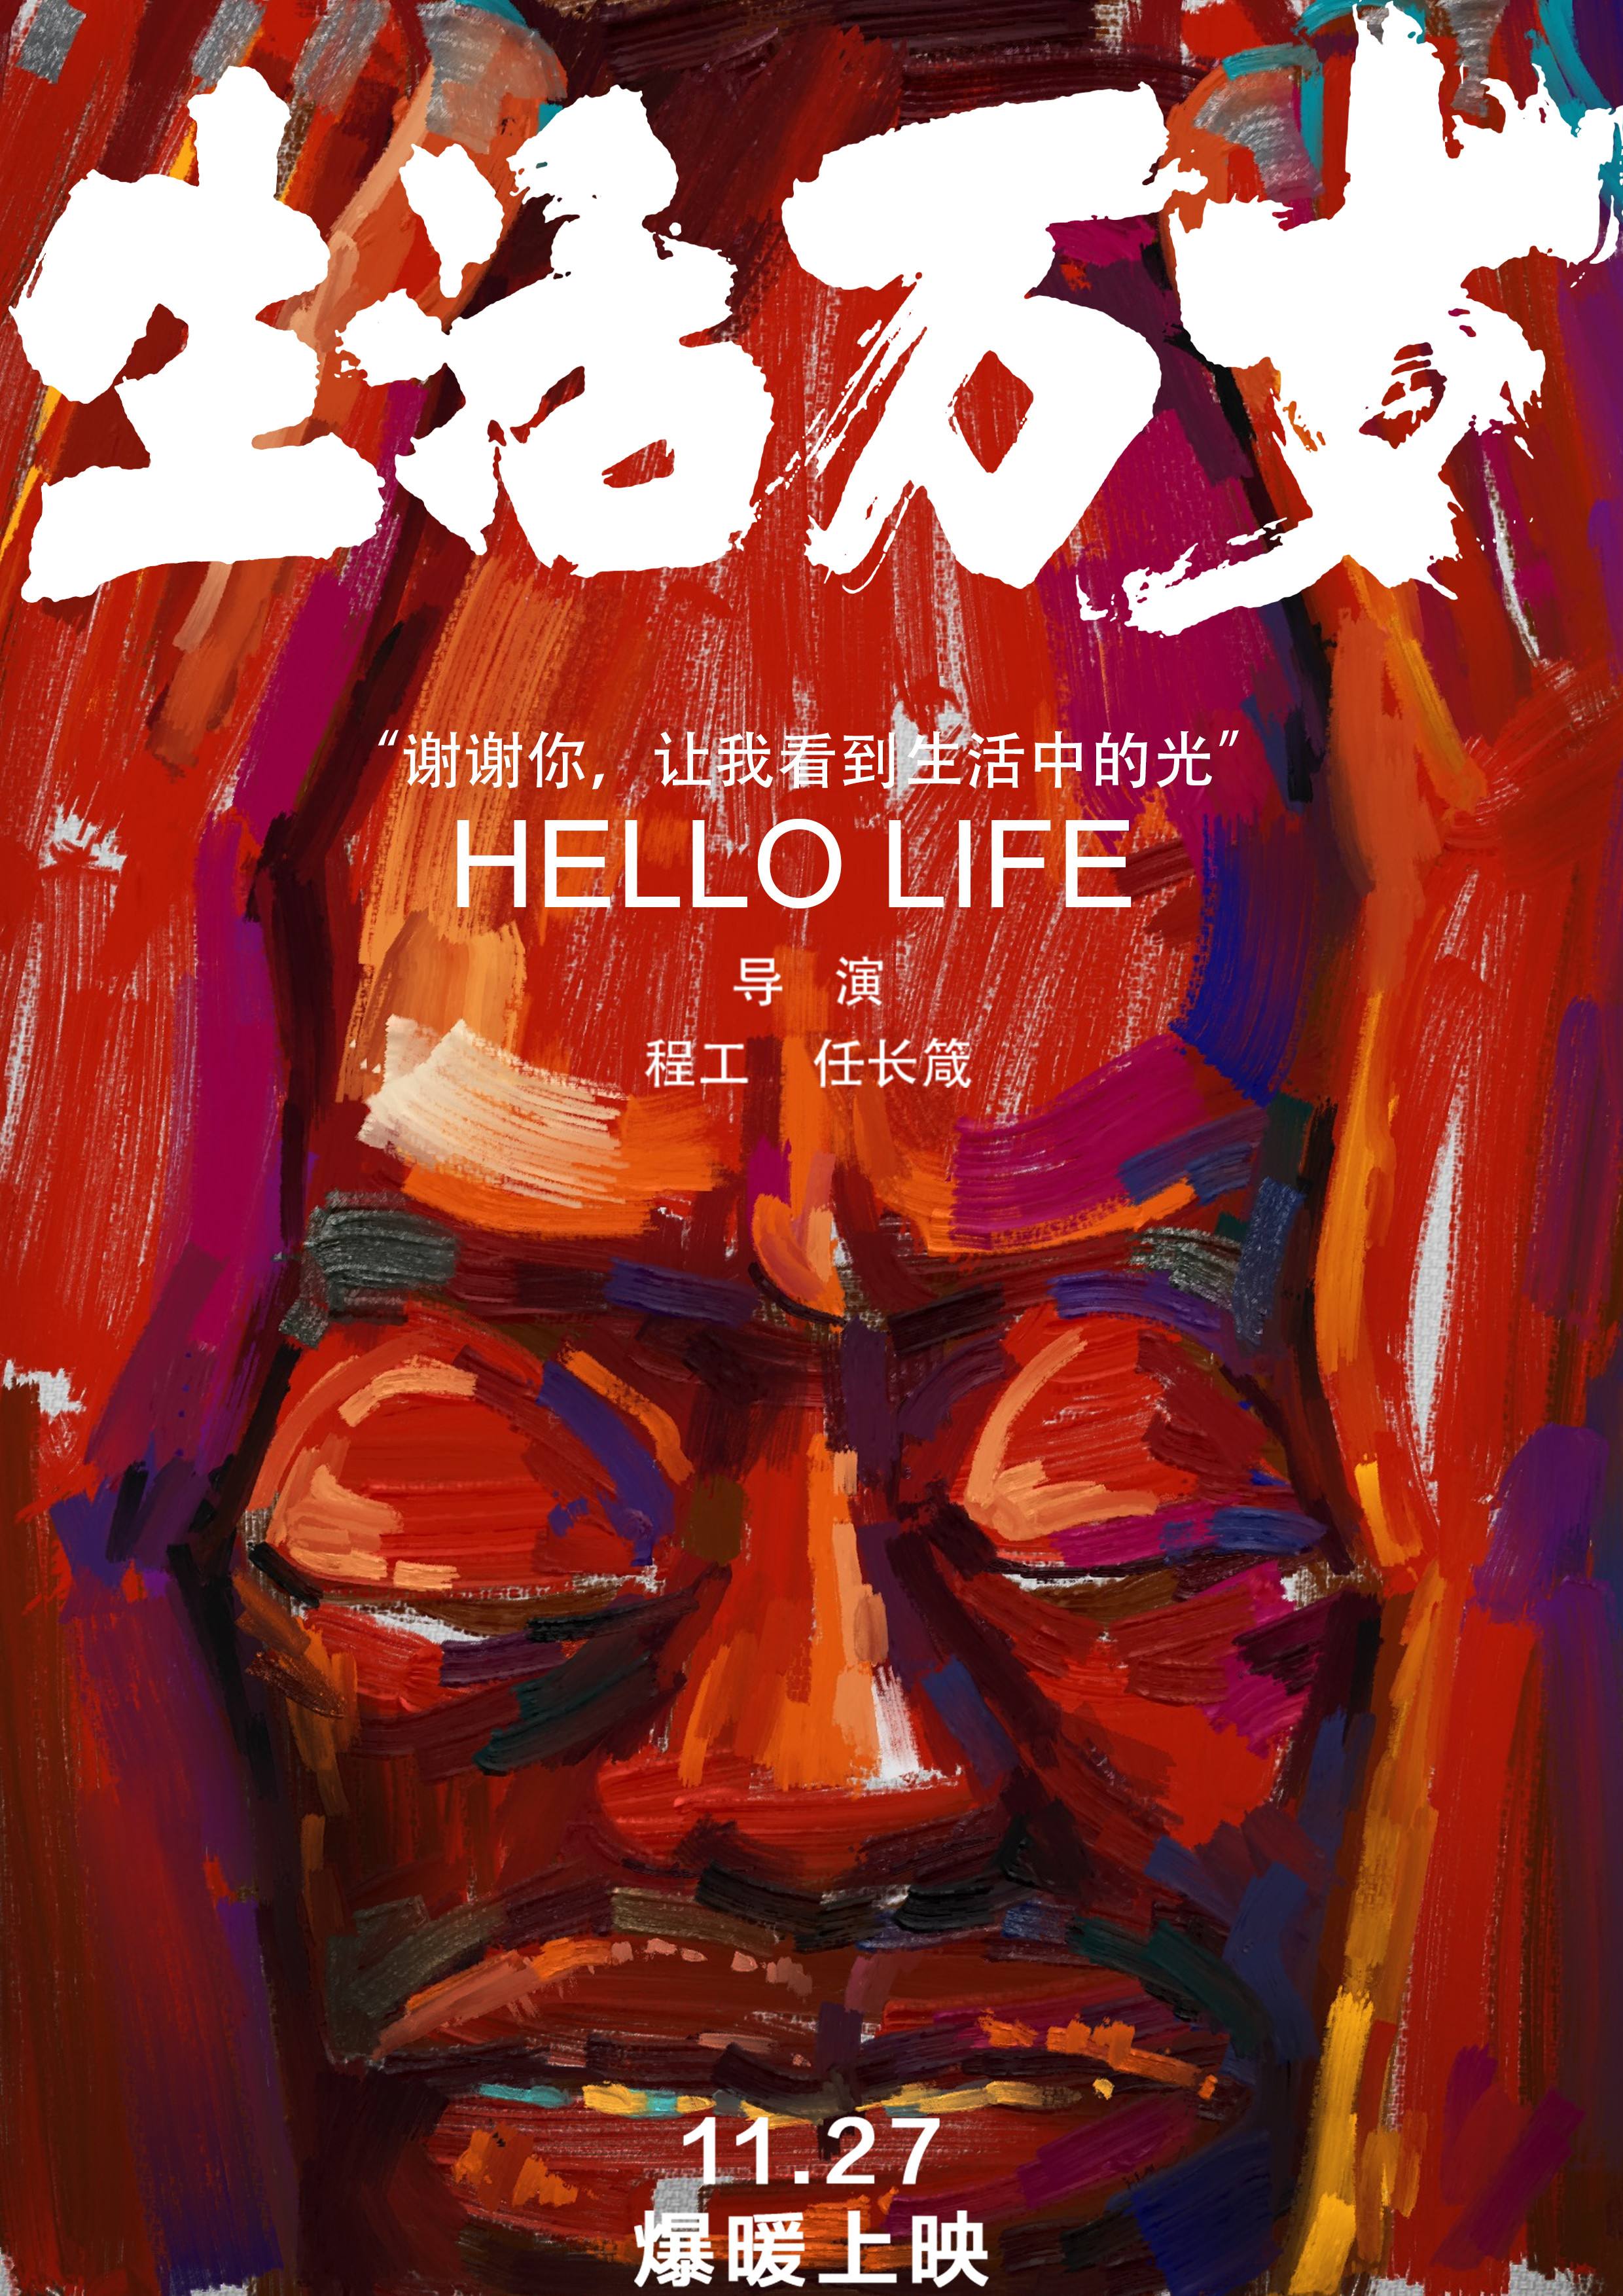 生活万岁
“谢谢你，让我看到生活中的光”
HELLO LIFE
导 演
程工 任长箴
11.27
爆暖上映